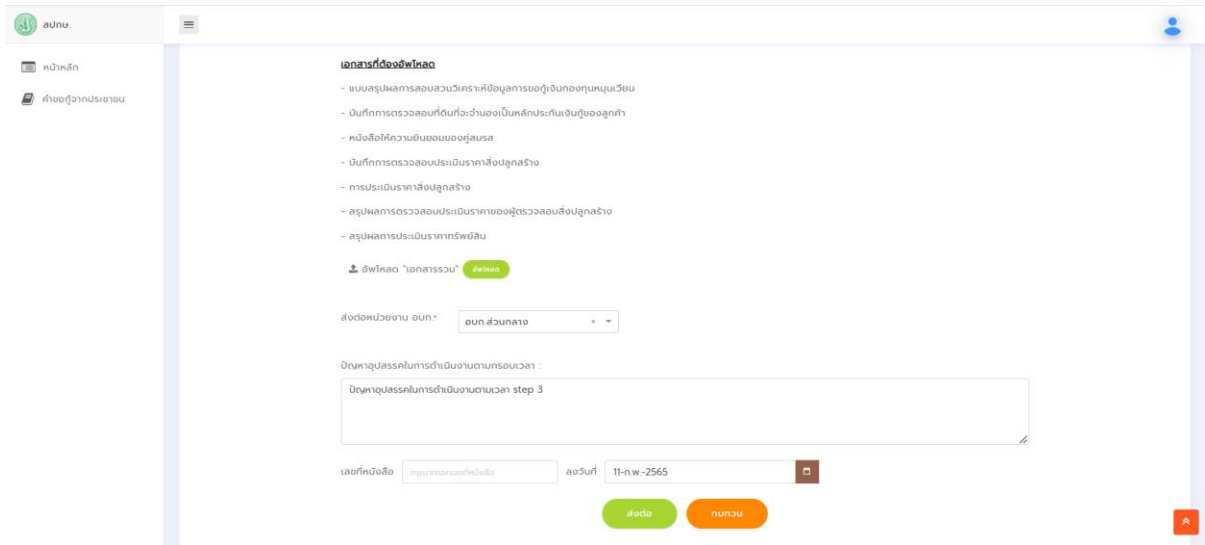 สปกษ.
หน้าหลัก
คำขอกู้จากประชาชน
เอกสารที่ต้องอัพโหลด
- แบบสรุปผลการสอบสวนวิเคราะห์ข้อมูลการขอกู้เงินกองทุนหมุนเวียน
- บันทึกการตรวจสอบที่ดินที่จะจำนองเป็นหลักประกันเงินกู้ของลูกค้า
- หนังสือให้ความยินยอมของคู่สมรส
- บันทึกการตรวจสอบประเมินราคาสิ่งปลูกสร้าง
- การประเมินราคาสิ่งปลูกสร้าง
- สรุปผลการตรวจสอบประเมินราคาของผู้ตรวจสอบสิ่งปลูกสร้าง
- สรุปผลการประเมินราคาทรัพย์สิน
อัพโหลด "เอกสารรวม" อัพโหลด
ส่งต่อหน่วยงาน อบก.* อบก.ส่วนกลาง × 
ปัญหาอุปสรรคในการดำเนินงานตามกรอบเวลา :
ปัญหาอุปสรรคในการดำเนินงานตามเวลา step 3
เลขที่หนังสือ กรุณากรอกเลขที่หนังสือ ลงวันที่ 11-ก.พ.-2565
ส่งต่อ ทบทวน